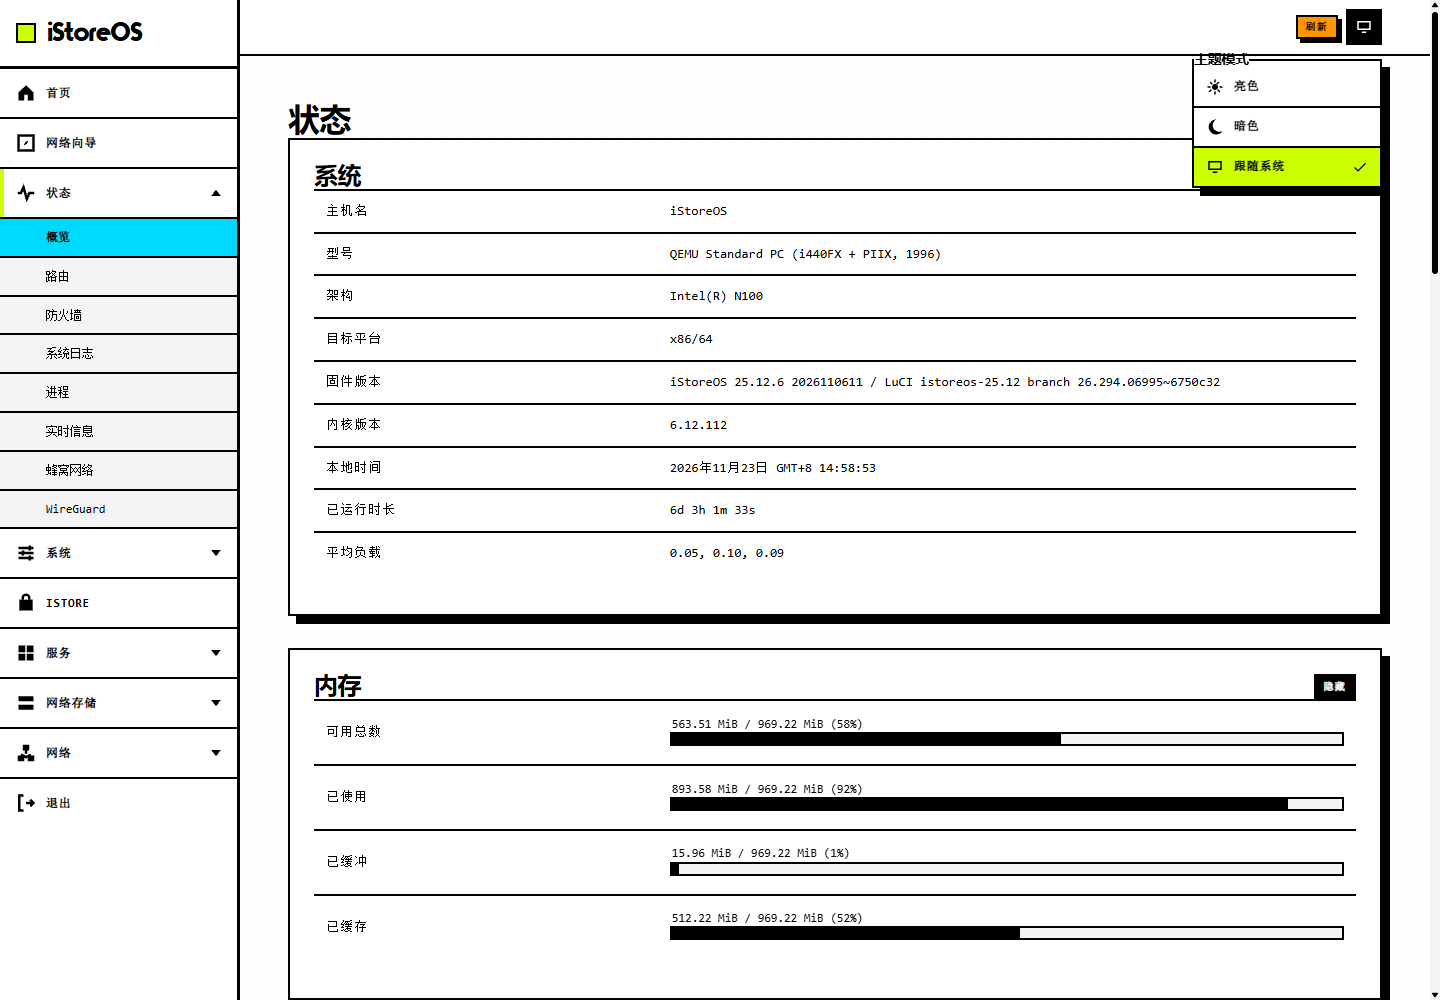 iStoreOS
首页
网络向导
状态
概览
路由
防火墙
系统日志
进程
实时信息
蜂窝网络
WireGuard
系统
ISTORE
服务
网络存储
网络
退出
刷新
主题模式
亮色
暗色
跟随系统
状态
系统
主机名 iStoreOS
型号 QEMU Standard PC (i440FX + PIIX, 1996)
架构 Intel(R) N100
目标平台 x86/64
固件版本 iStoreOS 25.12.6 2026110611 / LuCI istoreos-25.12 branch 26.294.06995~6750c32
内核版本 6.12.112
本地时间 2026年11月23日 GMT+8 14:58:53
已运行时长 6d 3h 1m 33s
平均负载 0.05, 0.10, 0.09
内存 隐藏
可用总数 563.51 MiB / 969.22 MiB (58%)
已使用 893.58 MiB / 969.22 MiB (92%)
已缓冲 15.96 MiB / 969.22 MiB (1%)
已缓存 512.22 MiB / 969.22 MiB (52%)